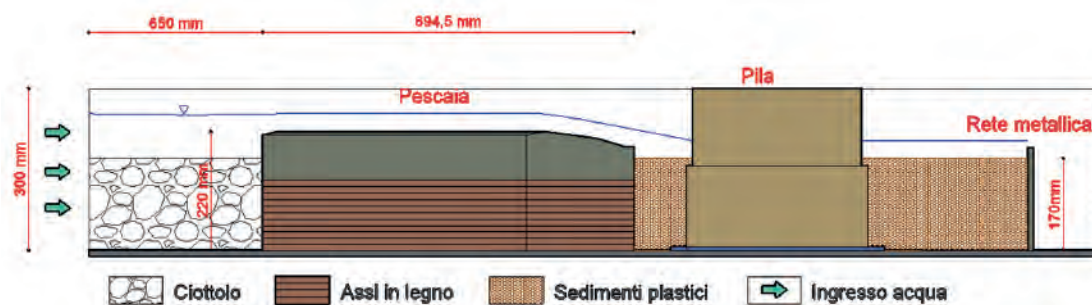 650 mm
894,5 mm
Pescaia
Pila
Rete metallica
300 mm
220 mm
170mm
Ciottolo
Assi in legno
Sedimenti plastici
Ingresso acqua